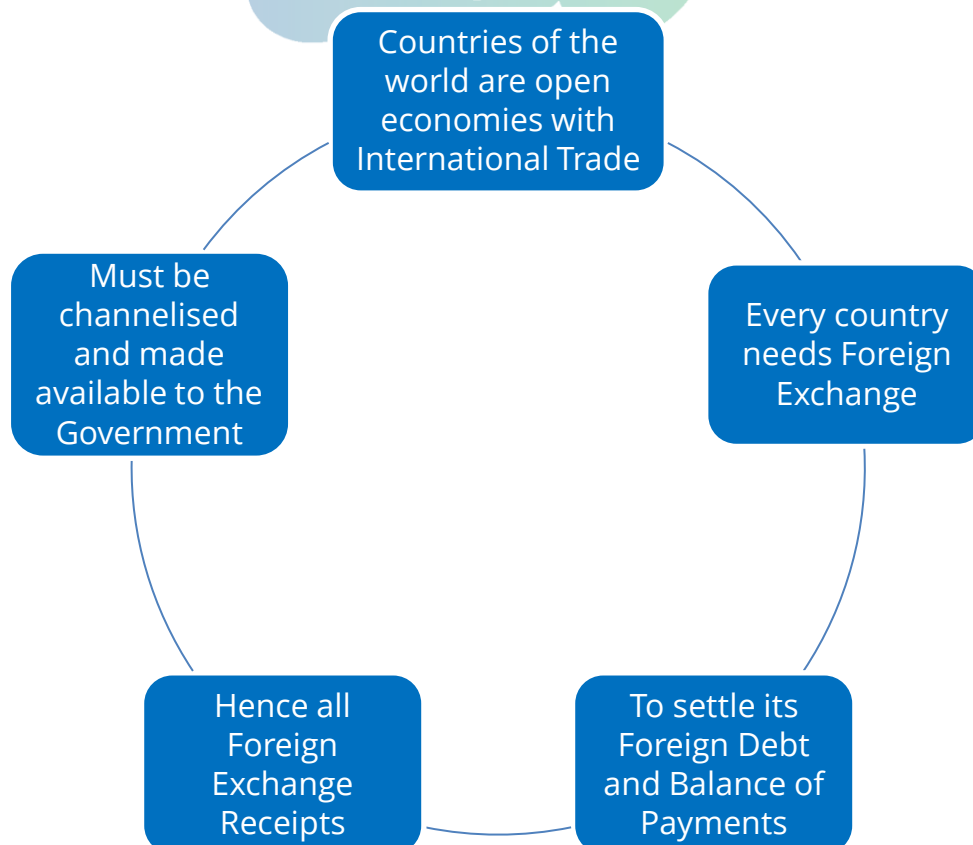 Countries of the
world are open
economies with
International Trade
Every country
needs Foreign
Exchange
To settle its
Foreign Debt
and Balance of
Payments
Hence all
Foreign
Exchange
Receipts
Must be
channelised
and made
available to the
Government